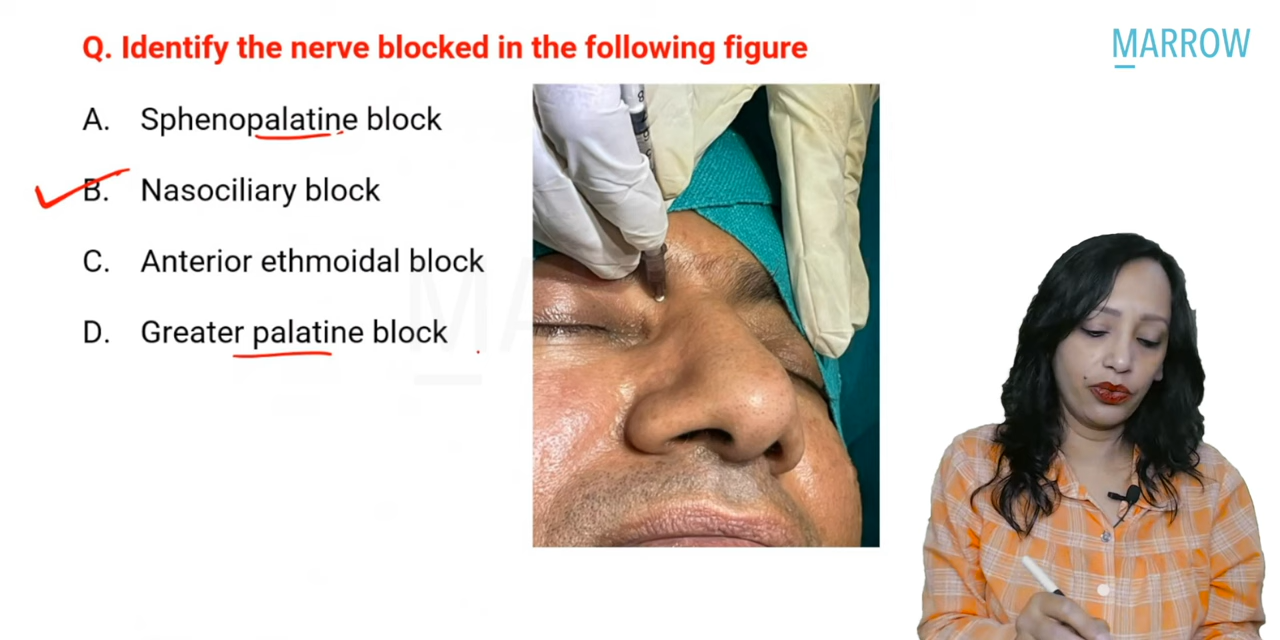 Q. Identify the nerve blocked in the following figure
MARROW
A. Sphenopalatine block
B. Nasociliary block
C. Anterior ethmoidal block
D. Greater palatine block